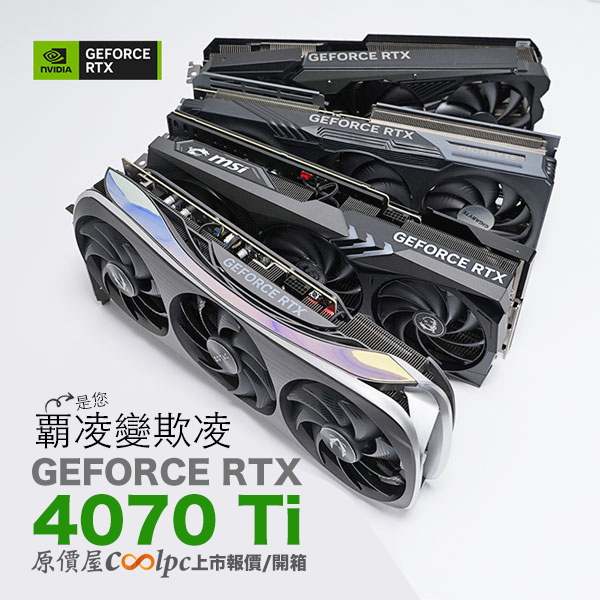 NVIDIA
GEFORCE
RTX
GEFORCE RTX
GEFORCE RTX
GIGABYTE
msi
GEFORCE RTX
GEFORCE RTX
是您
霸凌變欺凌
GEFORCE RTX
4070 Ti
原價屋Coolpc上市報價/開箱